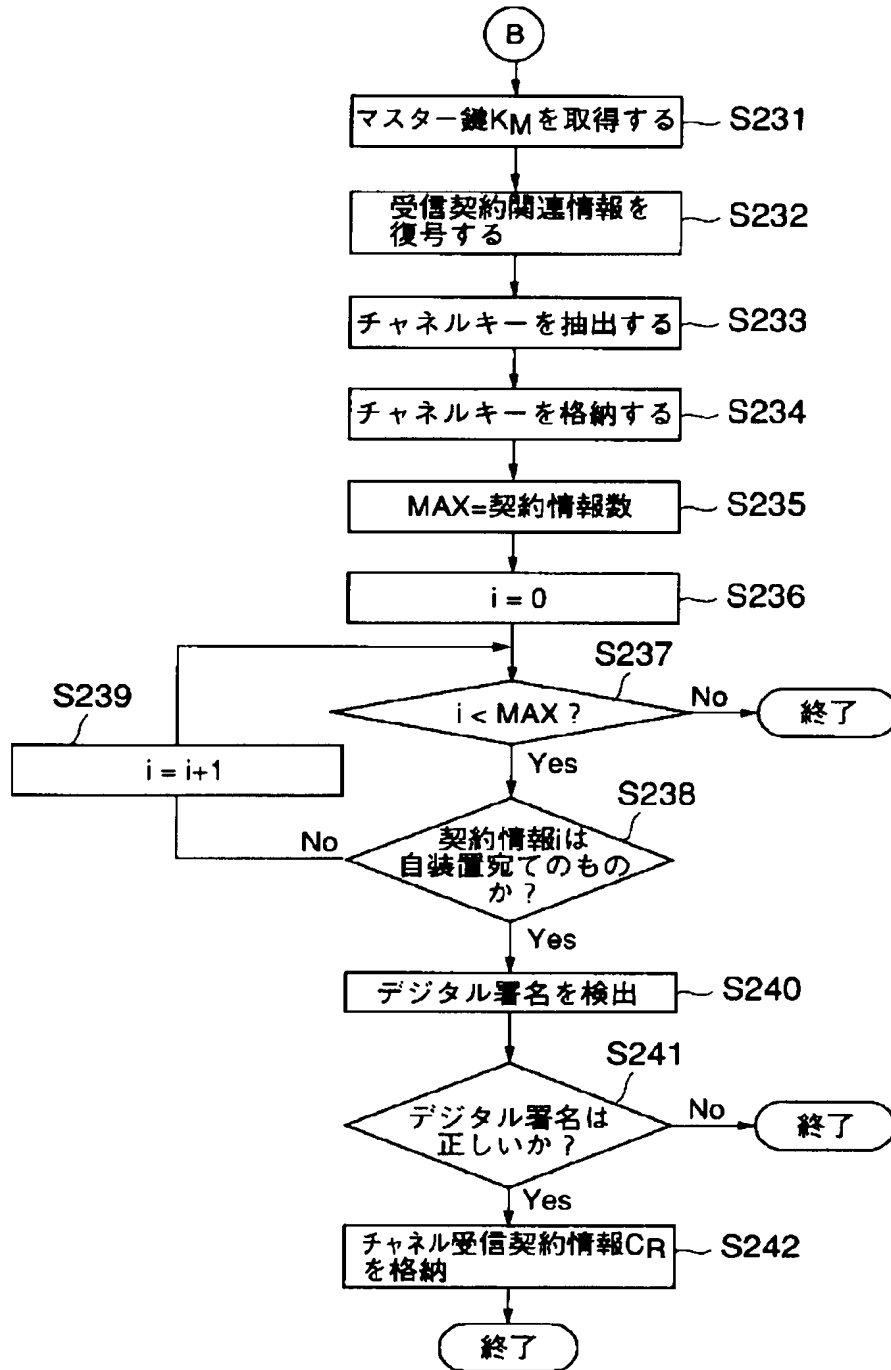 B
マスター鍵KMを取得する
S231
受信契約関連情報を
復号する
S232
チャネルキーを抽出する
S233
チャネルキーを格納する
S234
MAX=契約情報数
S235
i = 0
S236
S237
i < MAX ?
No
終了
Yes
S239
i = i+1
S238
契約情報iは
自装置宛てのもの
か?
No
Yes
デジタル署名を検出
S240
S241
デジタル署名は
正しいか?
No
終了
Yes
チャネル受信契約情報CR
を格納
S242
終了